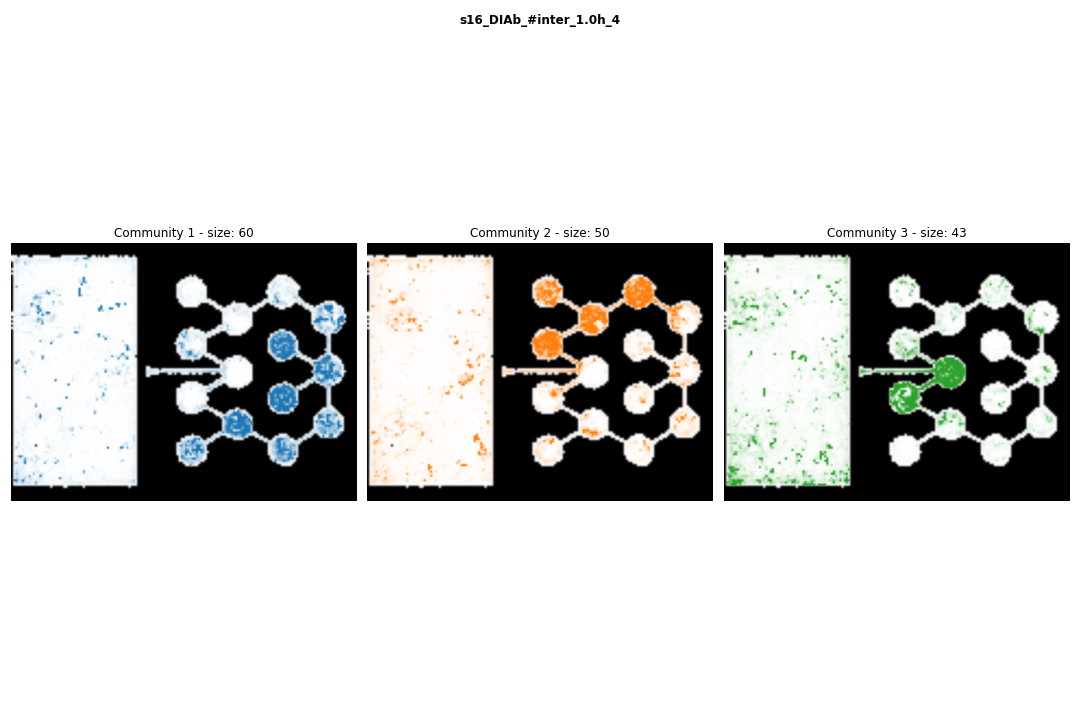 s16_DIAb_#inter_1.0h_4
Community 1 - size: 60
Community 2 - size: 50
Community 3 - size: 43